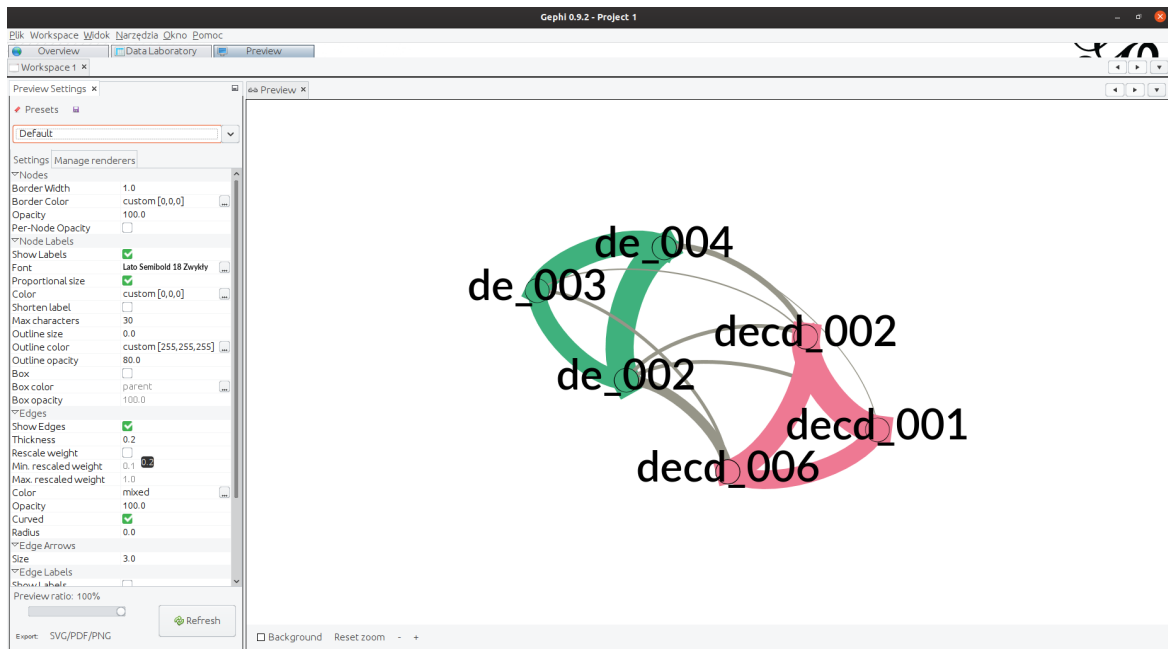 Gephi 0.9.2 - Project 1
Plik Workspace Widok Narzędzia Okno Pomoc
Overview Data Laboratory Preview
Workspace 1
Preview Settings
Preview
Presets
Default
Settings Manage renderers
Nodes
Border Width 1.0
Border Color custom [0,0,0] ...
Opacity 100.0
Per-Node Opacity
Node Labels
Show Labels
Font Lato Semibold 18 Zwykły ...
Proportional size
Color custom [0,0,0] ...
Shorten label
Max characters 30
Outline size 0.0
Outline color custom [255,255,255] ...
Outline opacity 80.0
Box
Box color parent ...
Box opacity 100.0
Edges
Show Edges
Thickness 0.2
Rescale weight
Min. rescaled weight 0.1 0.2
Max. rescaled weight 1.0
Color mixed ...
Opacity 100.0
Curved
Radius 0.0
Edge Arrows
Size 3.0
Edge Labels
Show Labels
Preview ratio: 100%
Refresh
Export: SVG/PDF/PNG
de_004
de_003
decd_002
de_002
decd_001
decd_006
Background Reset zoom - +